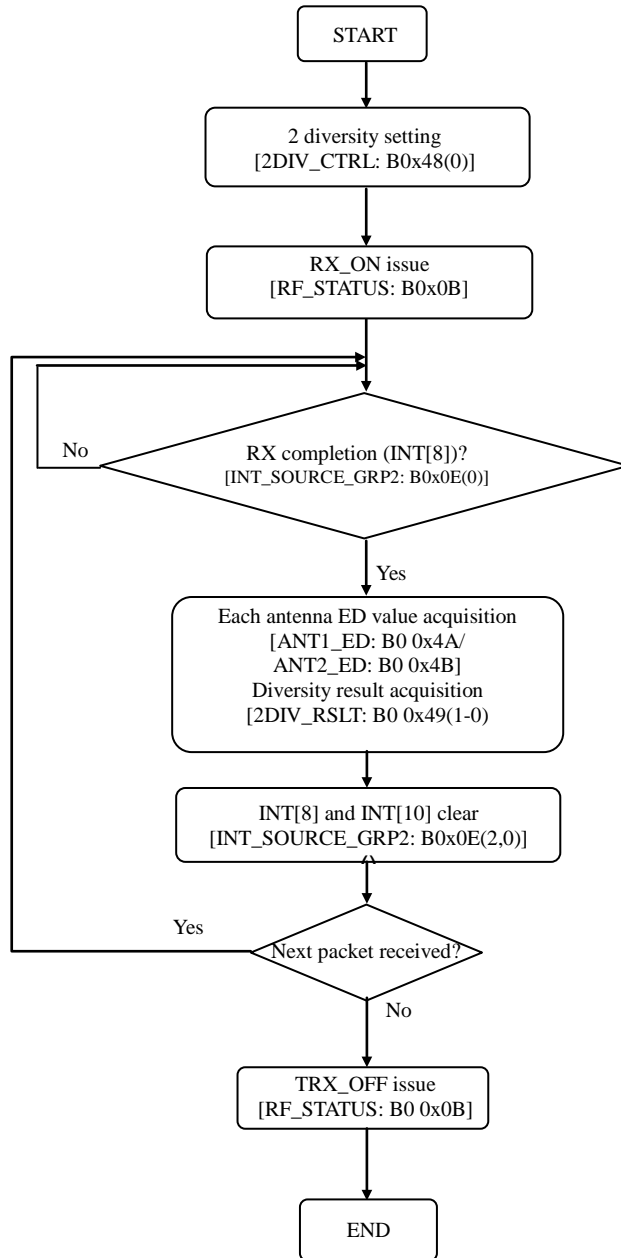 START
2 diversity setting
[2DIV_CTRL: B0x48(0)]
RX_ON issue
[RF_STATUS: B0x0B]
No
RX completion (INT[8])?
[INT_SOURCE_GRP2: B0x0E(0)]
Yes
Each antenna ED value acquisition
[ANT1_ED: B0 0x4A/
ANT2_ED: B0 0x4B]
Diversity result acquisition
[2DIV_RSLT: B0 0x49(1-0)
INT[8] and INT[10] clear
[INT_SOURCE_GRP2: B0x0E(2,0)]
Yes
Next packet received?
No
TRX_OFF issue
[RF_STATUS: B0 0x0B]
END